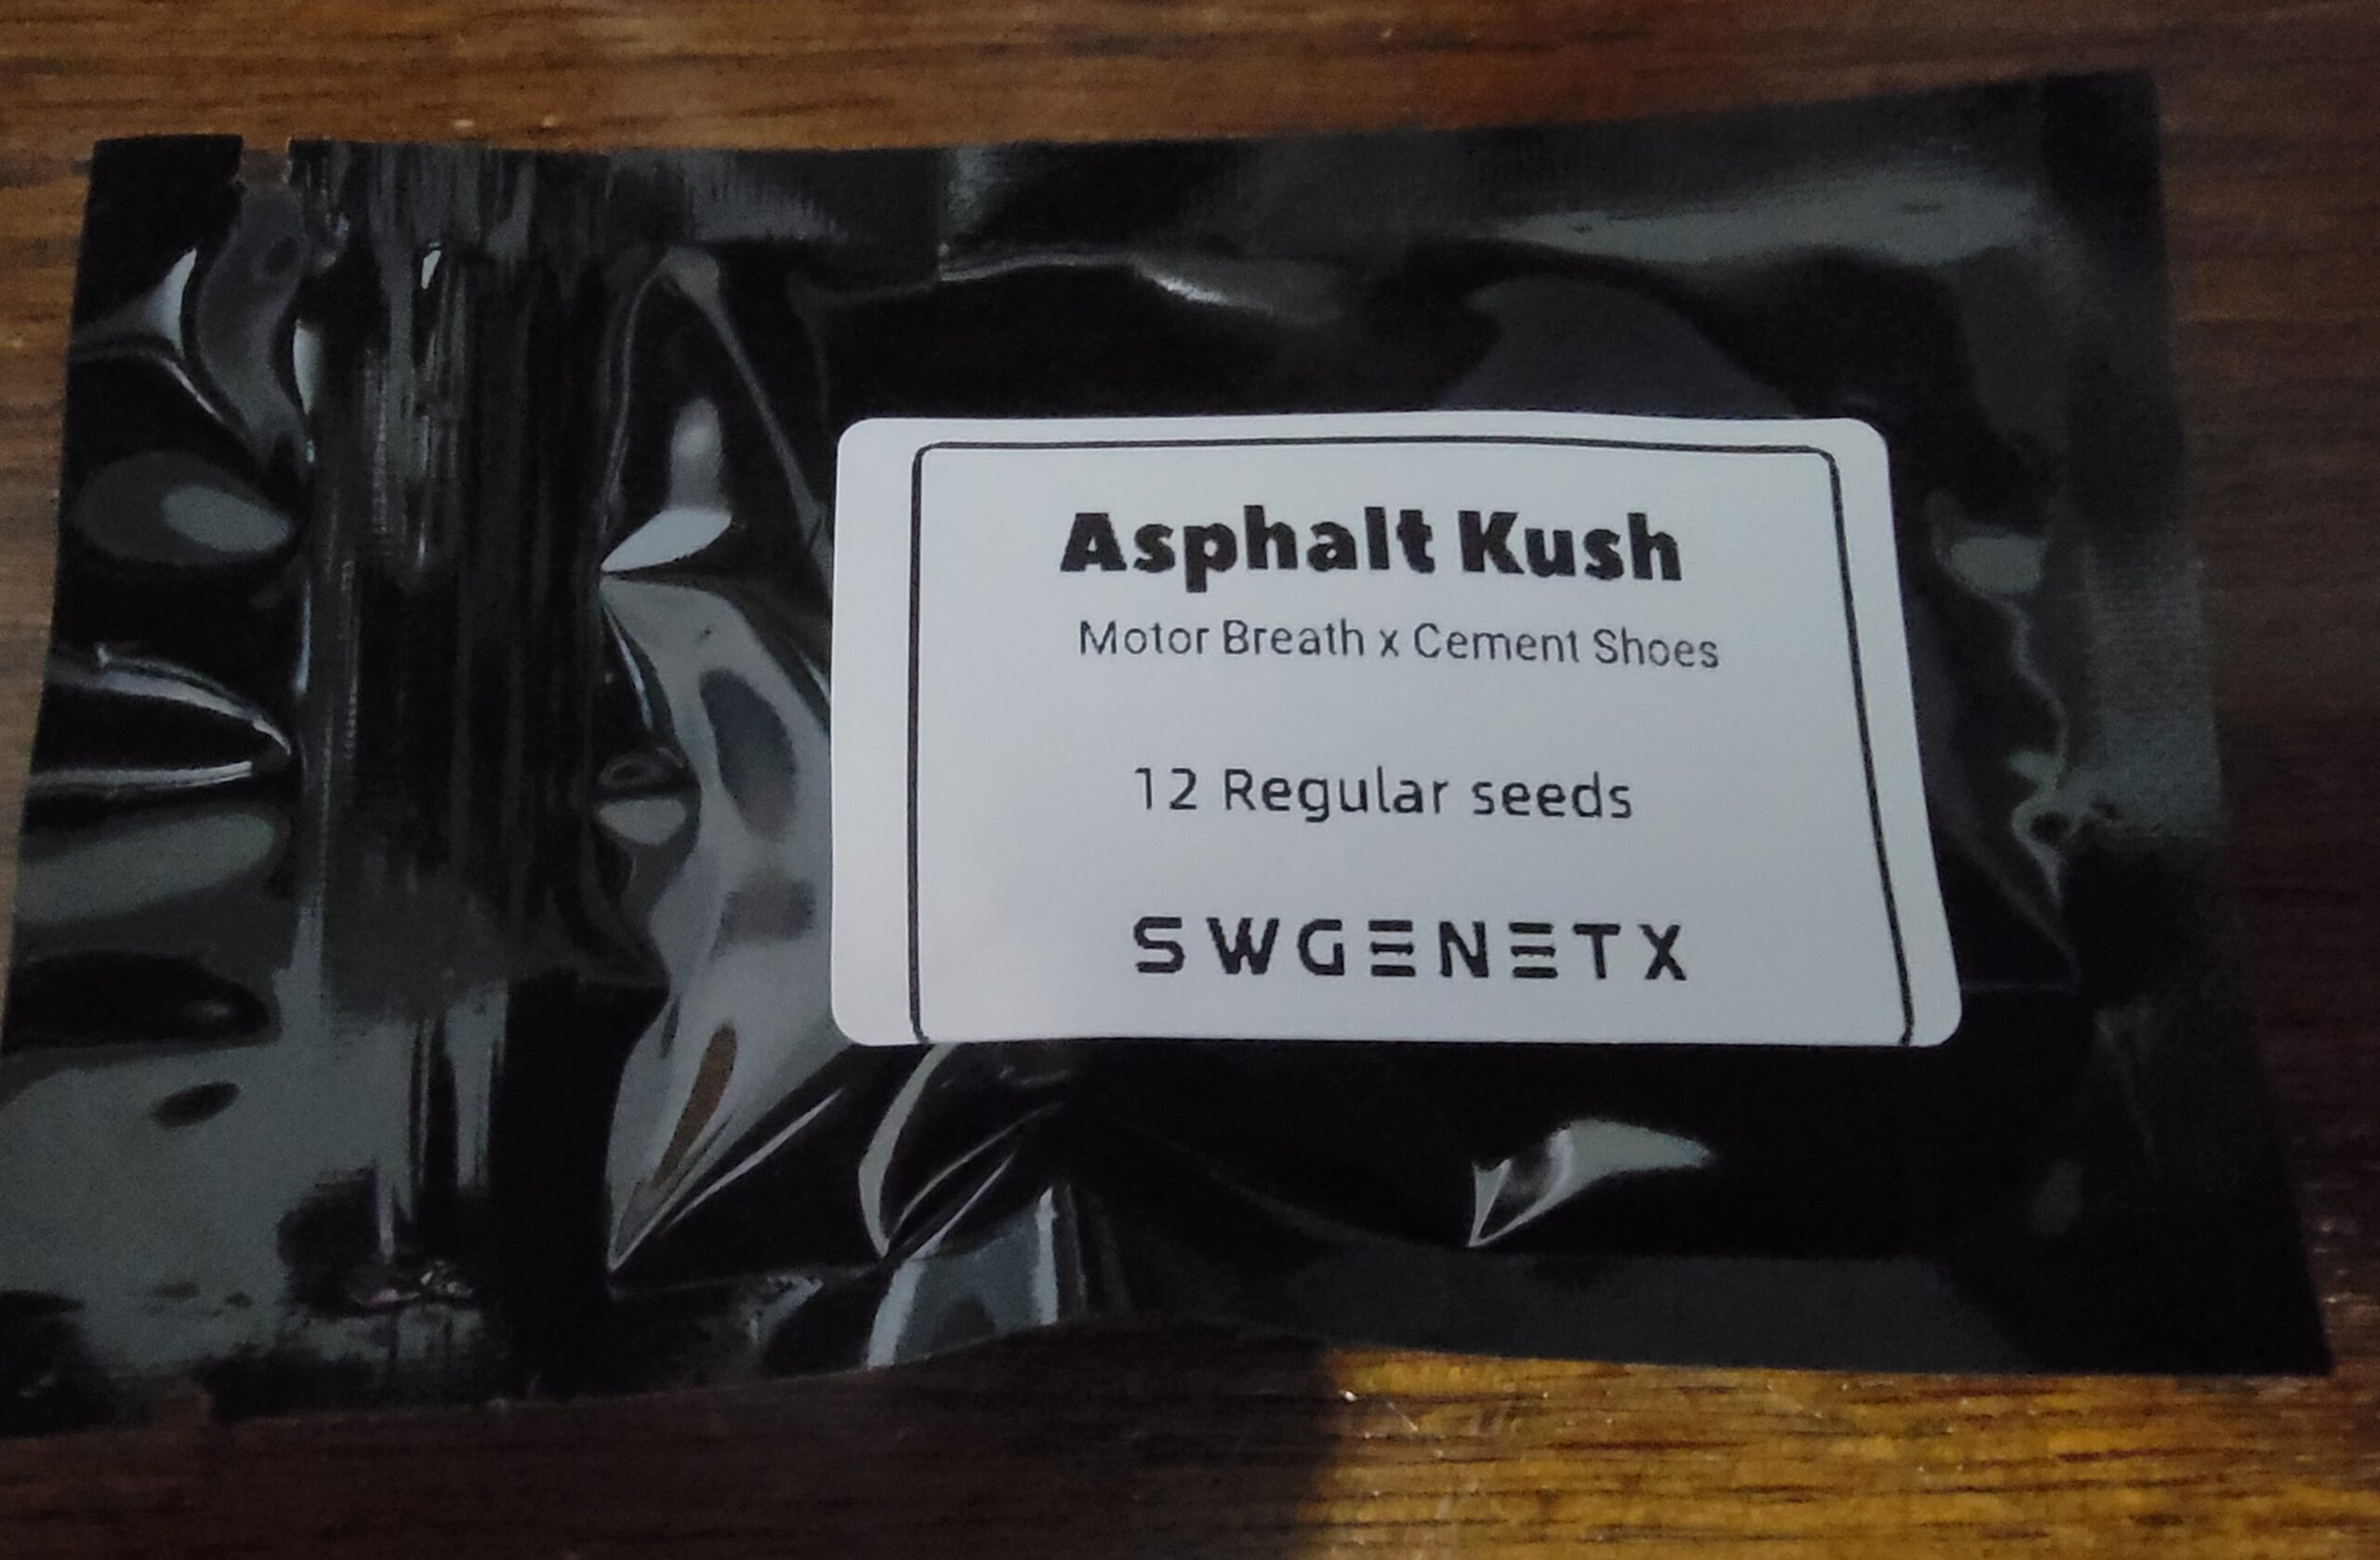 Asphalt Kush
Motor Breath x Cement Shoes
12 Regular seeds
SWGENETX